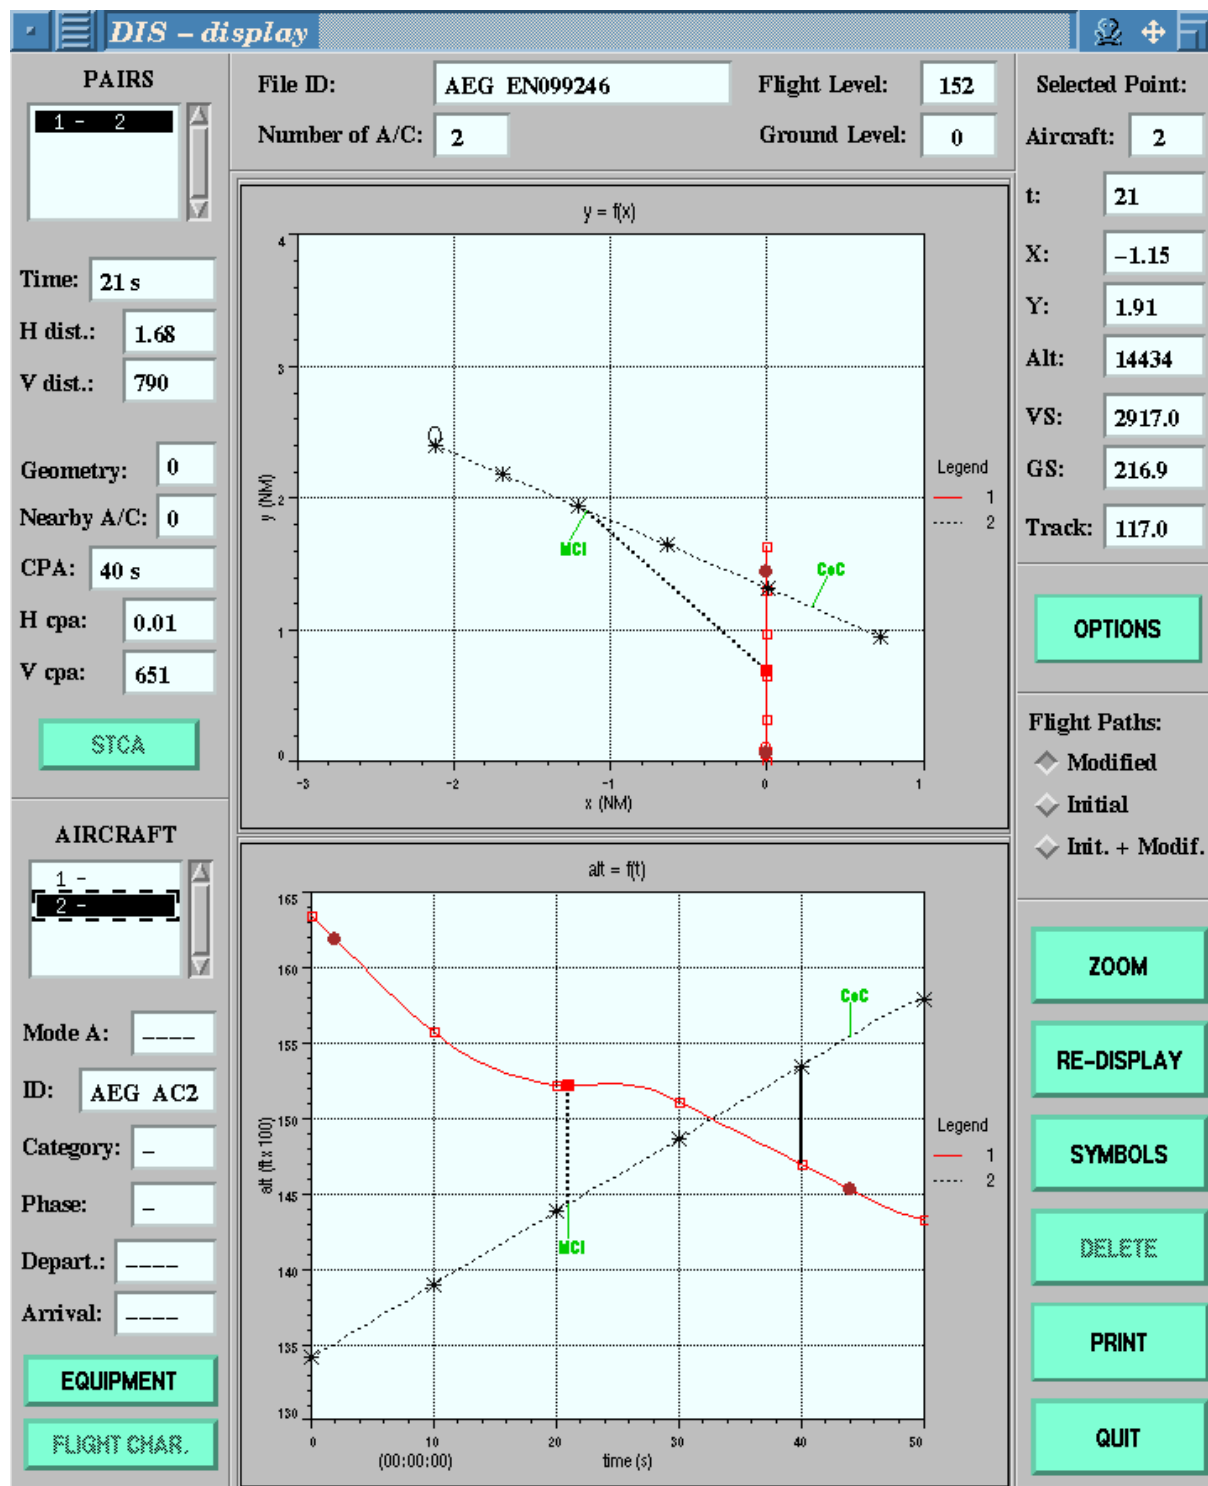 DIS – display
PAIRS
1 – 2
Time: 21 s
H dist.: 1.68
V dist.: 790
Geometry: 0
Nearby A/C: 0
CPA: 40 s
H cpa: 0.01
V cpa: 651
STCA
AIRCRAFT
1 –
2 –
Mode A: ----
ID: AEG AC2
Category: –
Phase: –
Depart.: ----
Arrival: ----
EQUIPMENT
FLIGHT CHAR.
File ID: AEG EN099246
Flight Level: 152
Number of A/C: 2
Ground Level: 0
y = f(x)
4
3
2
1
0
y (NM)
-3 -2 -1 0 1
x (NM)
MCI
CoC
Legend
1
2
alt = f(t)
165
160
155
150
145
140
135
130
alt (ft x 100)
0 10 20 30 40 50
(00:00:00) time (s)
CoC
MCI
Legend
1
2
Selected Point:
Aircraft: 2
t: 21
X: –1.15
Y: 1.91
Alt: 14434
VS: 2917.0
GS: 216.9
Track: 117.0
OPTIONS
Flight Paths:
Modified
Initial
Init. + Modif.
ZOOM
RE–DISPLAY
SYMBOLS
DELETE
PRINT
QUIT